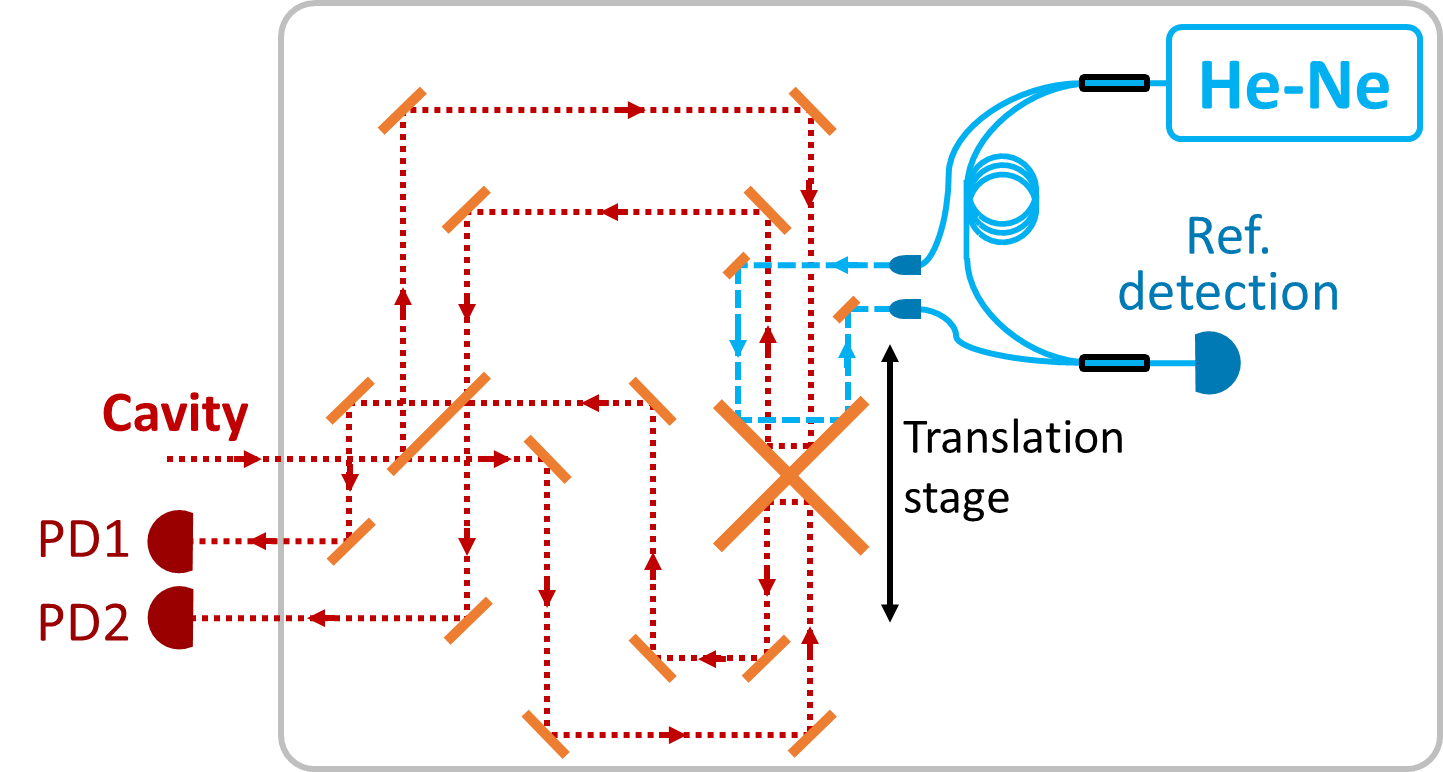 He-Ne
Ref.
detection
Cavity
Translation
stage
PD1
PD2